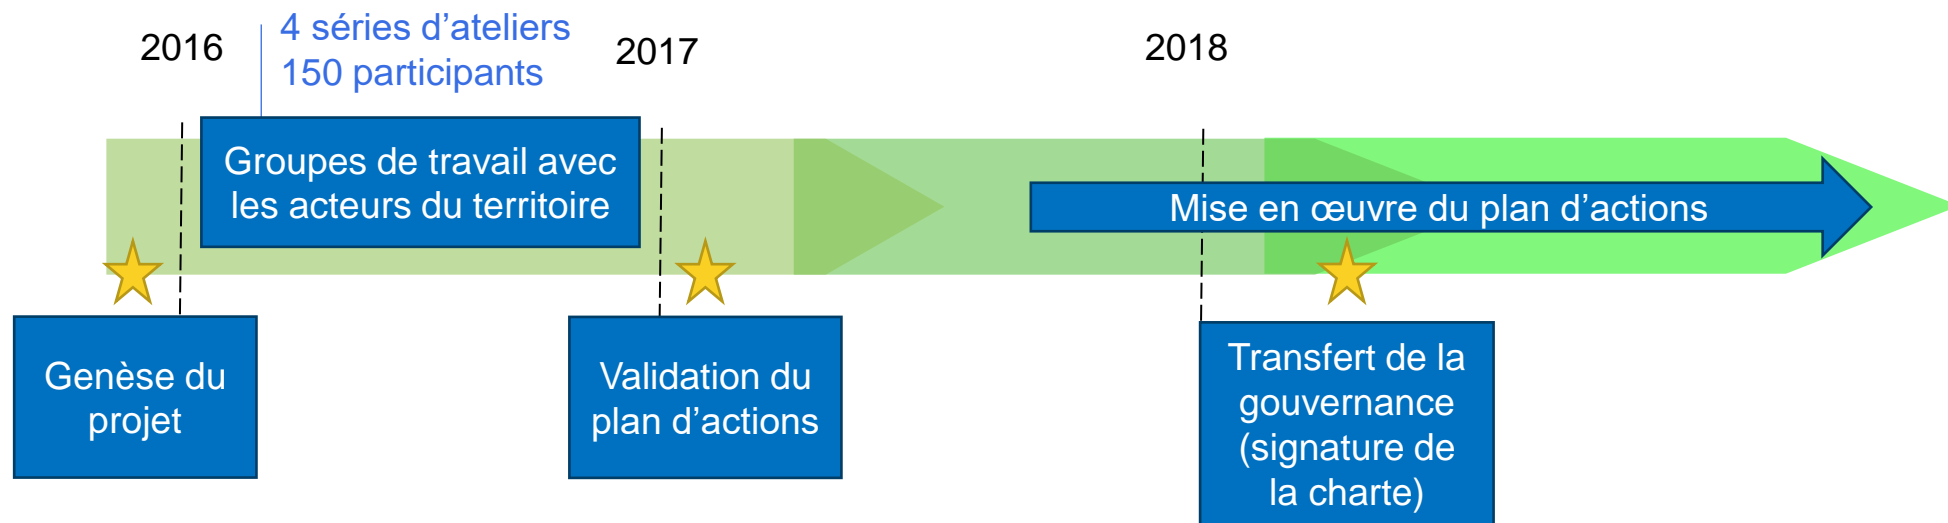 2016
4 séries d’ateliers
150 participants
2017
2018
Groupes de travail avec
les acteurs du territoire
Mise en œuvre du plan d’actions
Genèse du
projet
Validation du
plan d’actions
Transfert de la
gouvernance
(signature de
la charte)